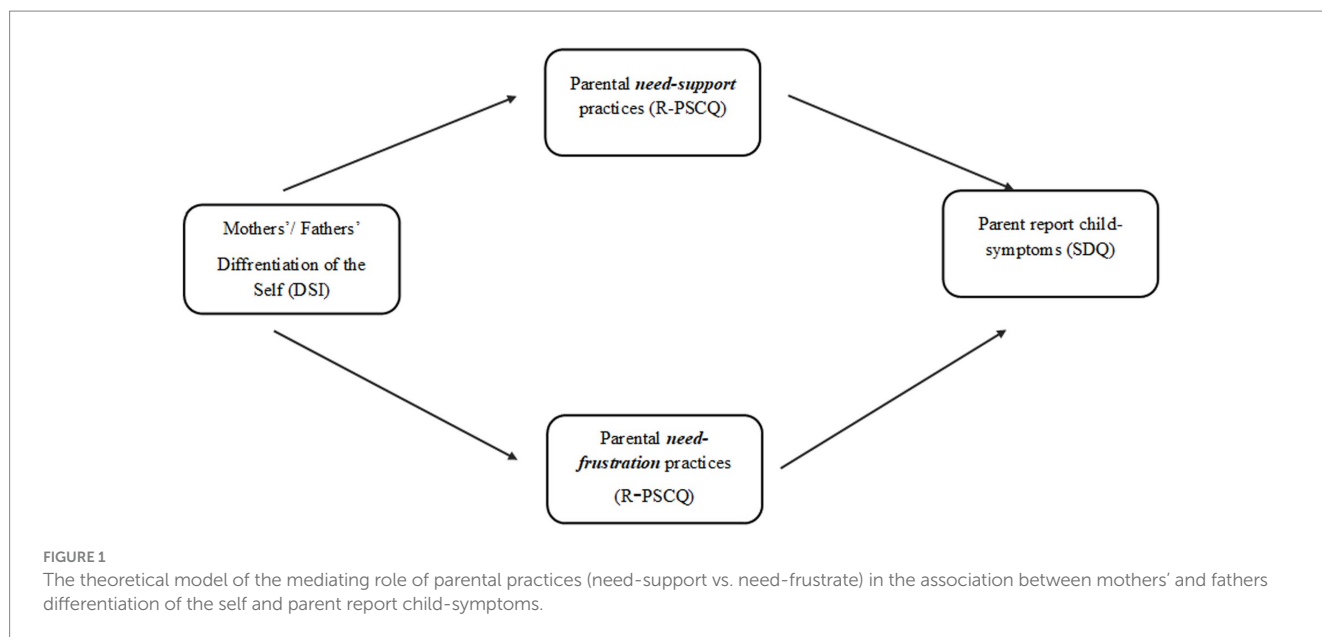 Parental need-support
practices (R-PSCQ)
Mothers’/ Fathers’
Diffrentiation of the
Self (DSI)
Parent report child-
symptoms (SDQ)
Parental need-
frustration practices
(R-PSCQ)
FIGURE 1
The theoretical model of the mediating role of parental practices (need-support vs. need-frustrate) in the association between mothers’ and fathers
differentiation of the self and parent report child-symptoms.